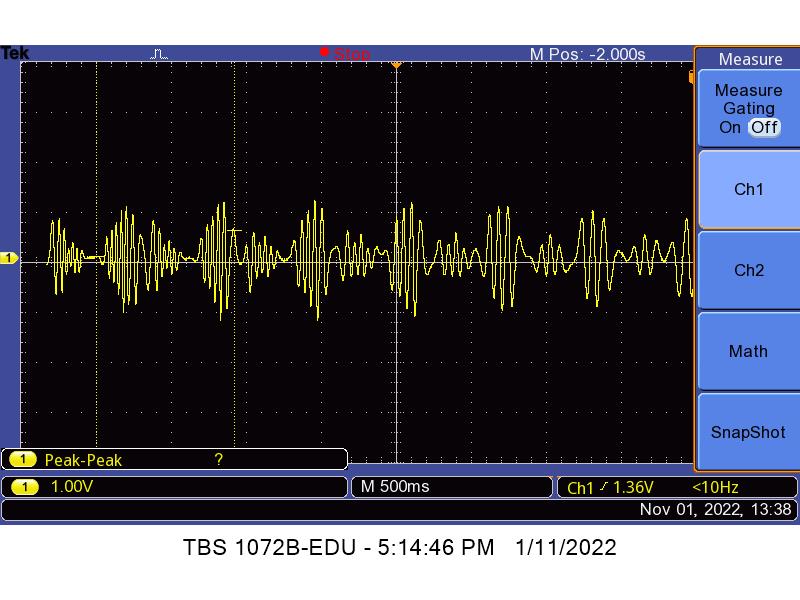 Tek Stop M Pos: -2.000s
Measure
Measure
Gating
On Off
Ch1
Ch2
Math
SnapShot
1
1 Peak-Peak ?
1 1.00V M 500ms Ch1 1.36V <10Hz
Nov 01, 2022, 13:38
TBS 1072B-EDU - 5:14:46 PM 1/11/2022